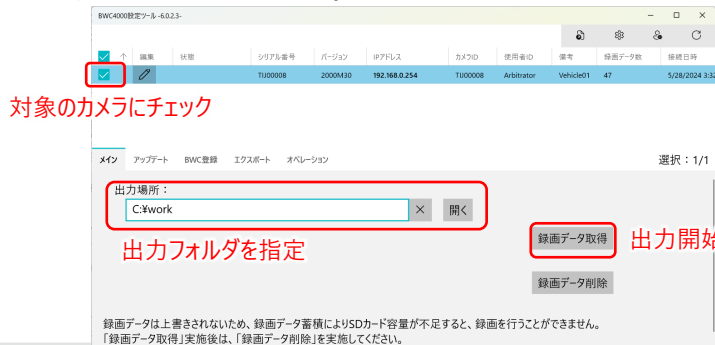 BWC4000設定ツール -6.0.2.3-
編集 状態 シリアル番号 バージョン IPアドレス カメラID 使用者ID 備考 録画データ数 接続日時
TIJ00008 2000M30 192.168.0.254 TIJ00008 Arbitrator Vehicle01 47 5/28/2024 3:32
対象のカメラにチェック
メイン アップデート BWC登録 エクスポート オペレーション 選択：1/1
出力場所：
C:¥work 開く
出力フォルダを指定
録画データ取得 出力開始
録画データ削除
録画データは上書きされないため、録画データ蓄積によりSDカード容量が不足すると、録画を行うことができません。
「録画データ取得」実施後は、「録画データ削除」を実施してください。